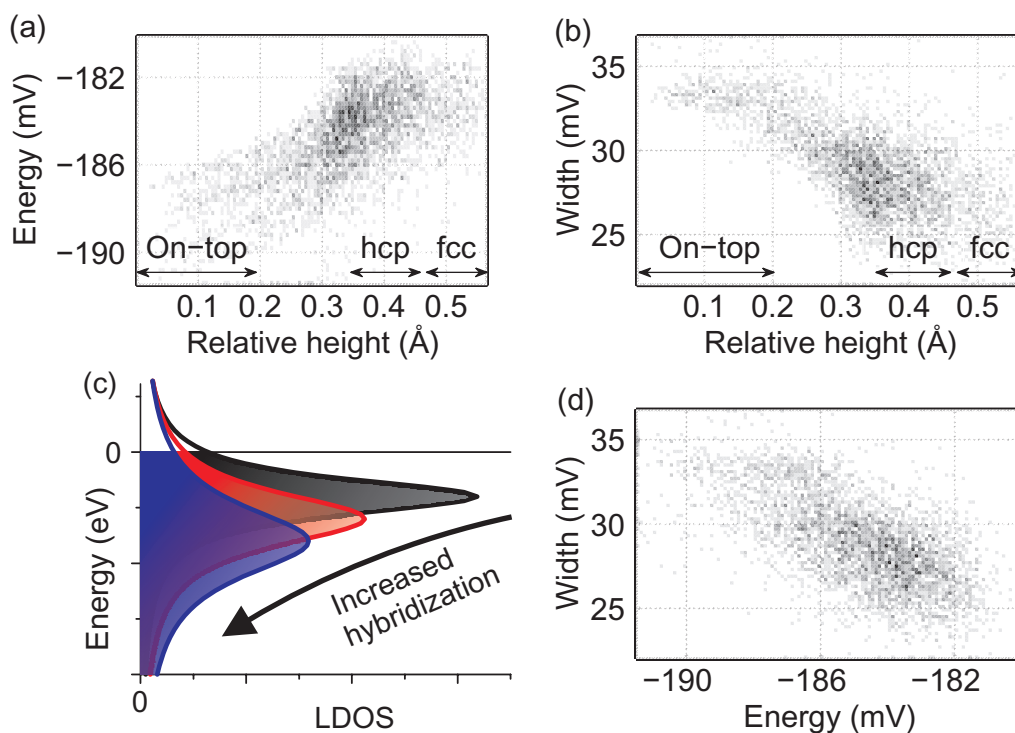 (a)
Energy (mV)
−182
−186
−190
On−top
hcp
fcc
0.1 0.2 0.3 0.4 0.5
Relative height (Å)
(b)
Width (mV)
35
30
25
On−top
hcp
fcc
0.1 0.2 0.3 0.4 0.5
Relative height (Å)
(c)
Energy (eV)
0
Increased
hybridization
0
LDOS
(d)
Width (mV)
35
30
25
−190 −186 −182
Energy (mV)